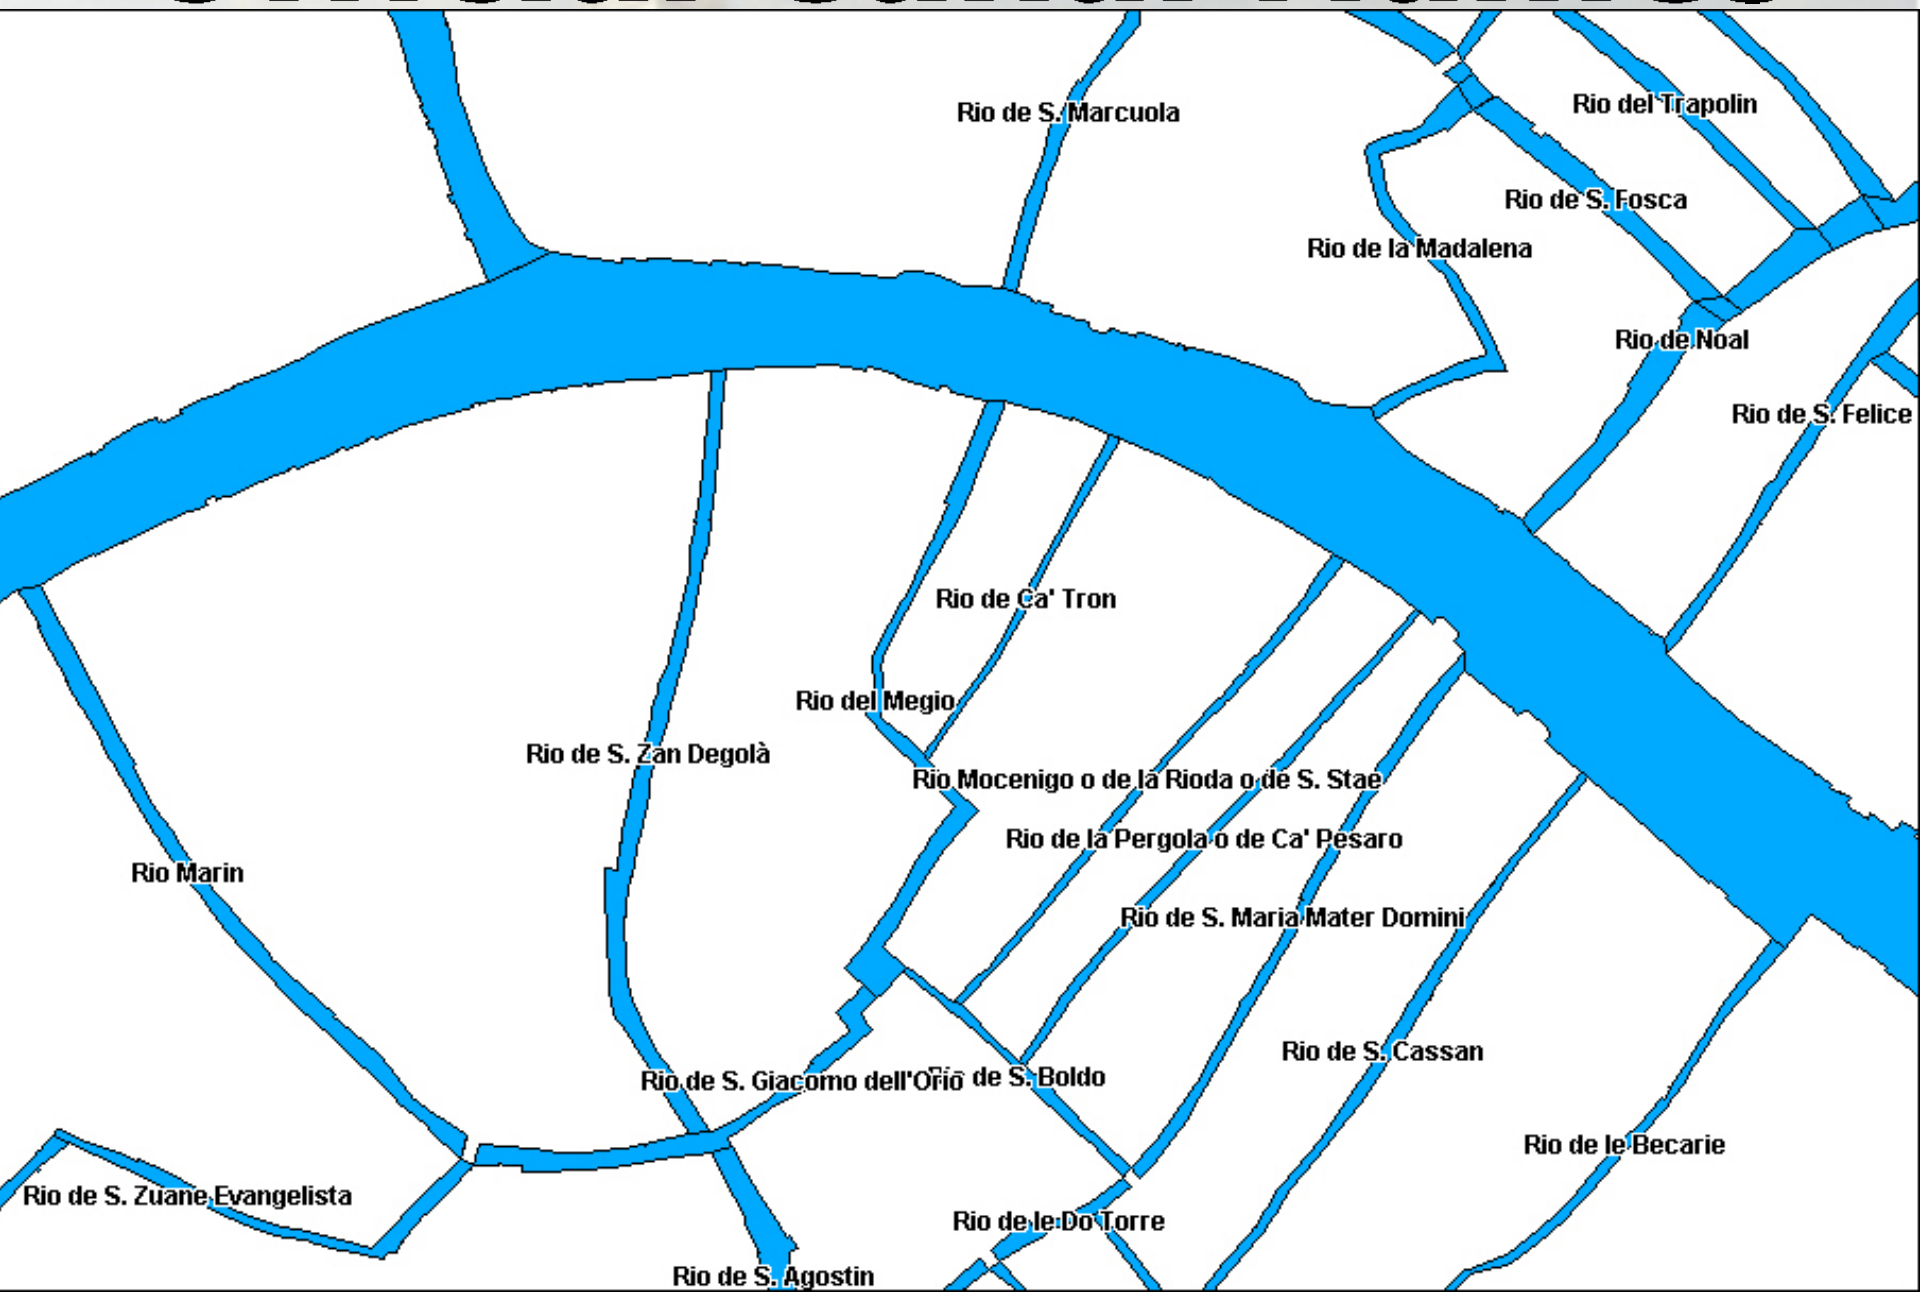 Rio del Trapolin
Rio de S. Marcuola
Rio de S. Fosca
Rio de la Madalena
Rio de Noal
Rio de S. Felice
Rio de Ca' Tron
Rio del Megio
Rio de S. Zan Degolà
Rio Mocenigo o de la Rioda o de S. Stae
Rio de la Pergola o de Ca' Pesaro
Rio Marin
Rio de S. Maria Mater Domini
Rio de S. Cassan
Rio de S. Giacomo dell'Orio
Rio de S. Boldo
Rio de le Becarie
Rio de S. Zuane Evangelista
Rio de le Do Torre
Rio de S. Agostin